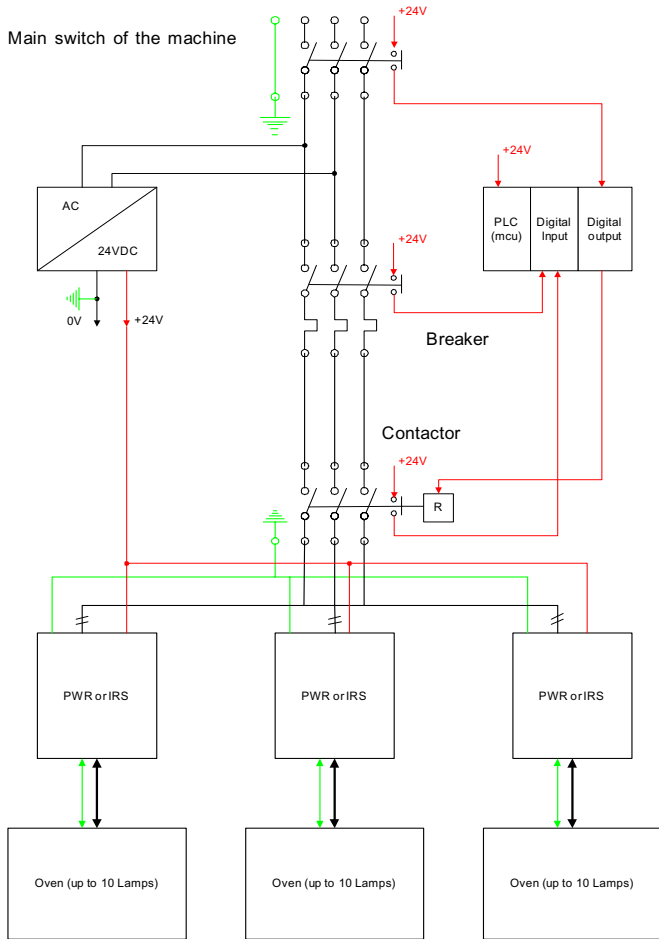 +24V
Main switch of the machine
+24V
AC
24VDC
PLC
(mcu)
Digital
Input
Digital
output
+24V
0V
+24V
Breaker
Contactor
+24V
R
PWR or IRS
PWR or IRS
PWR or IRS
Oven (up to 10 Lamps)
Oven (up to 10 Lamps)
Oven (up to 10 Lamps)